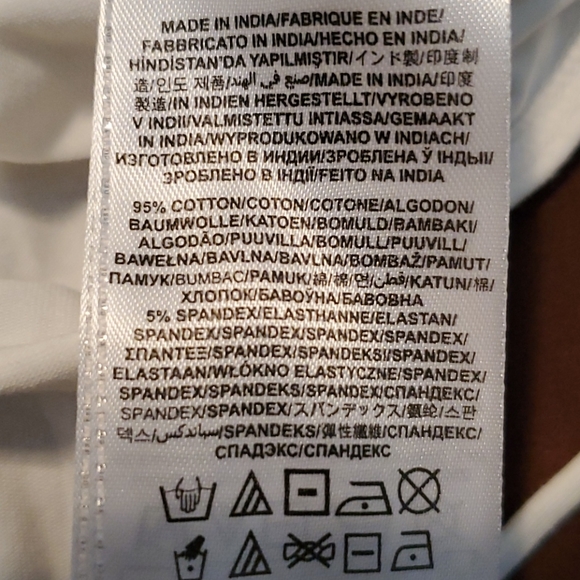 MADE IN INDIA/FABRIQUE EN INDE/
FABBRICATO IN INDIA/HECHO EN INDIA/
HİNDİSTAN'DA YAPILMIŞTIR/インド製/印度制
造/인도 제품/صنع في الهند/MADE IN INDIA/印度
製造/IN INDIEN HERGESTELLT/VYROBENO
V INDII/VALMISTETTU INTIASSA/GEMAAKT
IN INDIA/WYPRODUKOWANO W INDIACH/
ИЗГОТОВЛЕНО В ИНДИИ/ЗРОБЛЕНА Ў ІНДЫІ/
ЗРОБЛЕНО В ІНДІЇ/FEITO NA INDIA
95% COTTON/COTON/COTONE/ALGODON/
BAUMWOLLE/KATOEN/BOMULD/BAMBAKI/
ALGODÃO/PUUVILLA/BOMULL/PUUVILL/
BAWEŁNA/BAVLNA/BAVLNA/BOMBAŽ/PAMUT/
ПАМУК/BUMBAC/PAMUK/綿/棉/면/قطن/KATUN/棉/
ХЛОПОК/БАВОЎНА/БАВОВНА
5% SPANDEX/ELASTHANNE/ELASTAN/
SPANDEX/SPANDEX/SPANDEX/SPANDEX/
ΣΠΑΝΤΕΞ/SPANDEX/SPANDEKSI/SPANDEX/
ELASTAAN/WŁÓKNO ELASTYCZNE/SPANDEX/
SPANDEX/SPANDEKS/SPANDEX/СПАНДЕКС/
SPANDEX/SPANDEX/スパンデックス/氨纶/스판
덱스/سباندكس/SPANDEKS/彈性纖維/СПАНДЕКС/
СПАДЭКС/СПАНДЕКС